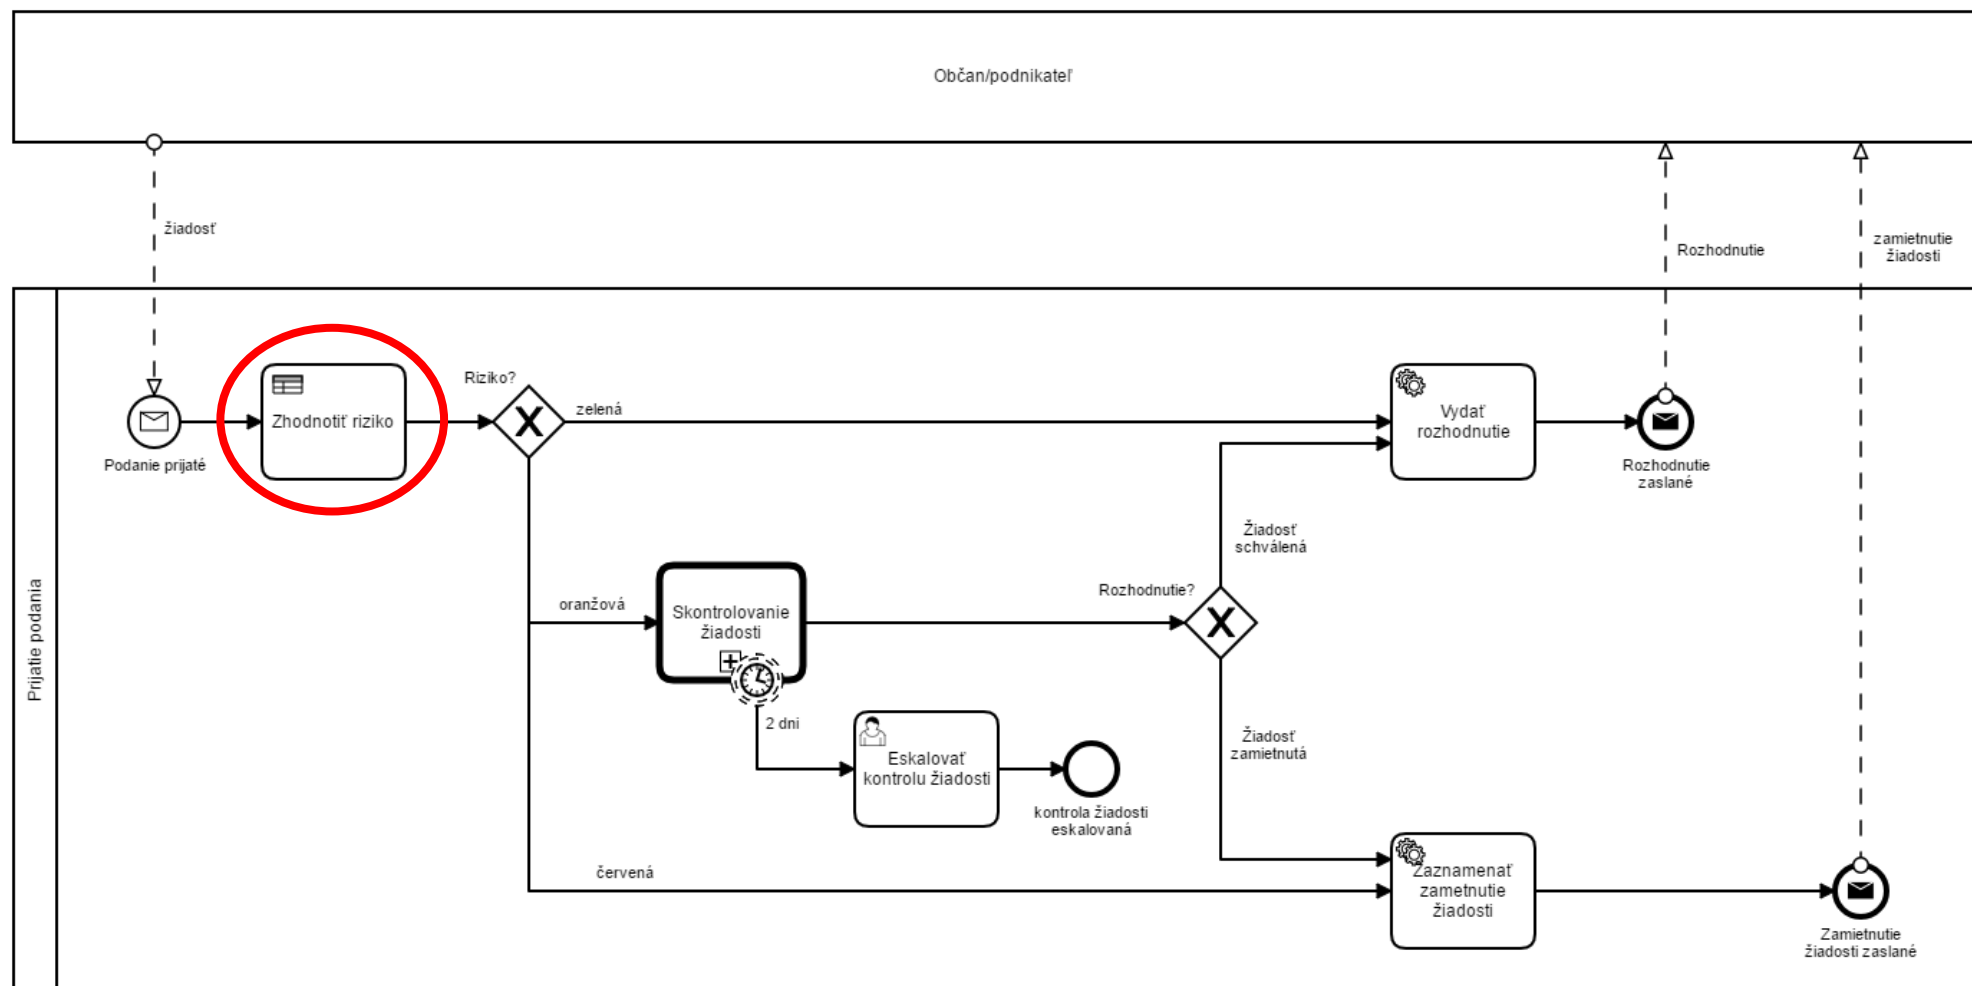 Občan/podnikateľ
žiadosť
Rozhodnutie
zamietnutie
žiadosti
Prijatie podania
Podanie prijaté
Zhodnotiť riziko
Riziko?
zelená
Vydať
rozhodnutie
Rozhodnutie
zaslané
Žiadosť
schválená
oranžová
Skontrolovanie
žiadosti
Rozhodnutie?
2 dni
Eskalovať
kontrolu žiadosti
kontrola žiadosti
eskalovaná
Žiadosť
zamietnutá
červená
Zaznamenať
zametnutie
žiadosti
Zamietnutie
žiadosti zaslané